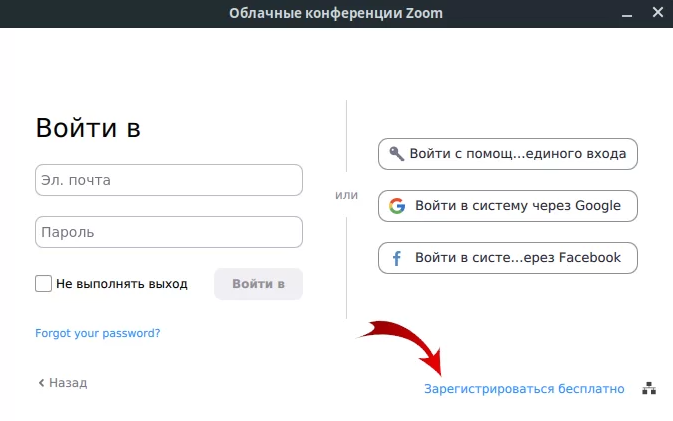 Облачные конференции Zoom
Войти в
Эл. почта
Пароль
Не выполнять выход
Войти в
Forgot your password?
Назад
или
Войти с помощ...единого входа
Войти в систему через Google
Войти в систе...ерез Facebook
Зарегистрироваться бесплатно